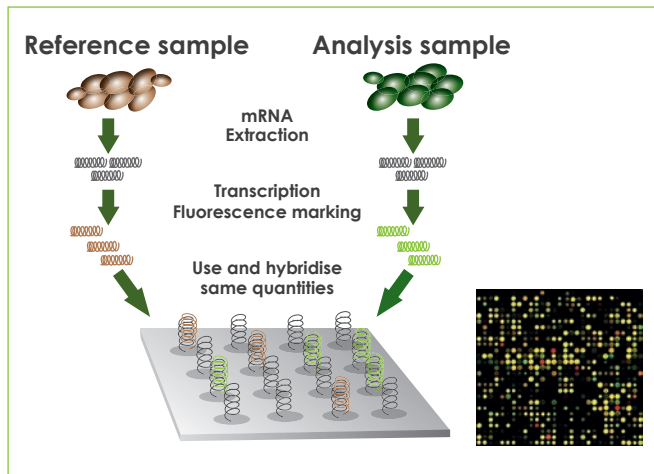 Reference sample
Analysis sample
mRNA
Extraction
Transcription
Fluorescence marking
Use and hybridise
same quantities